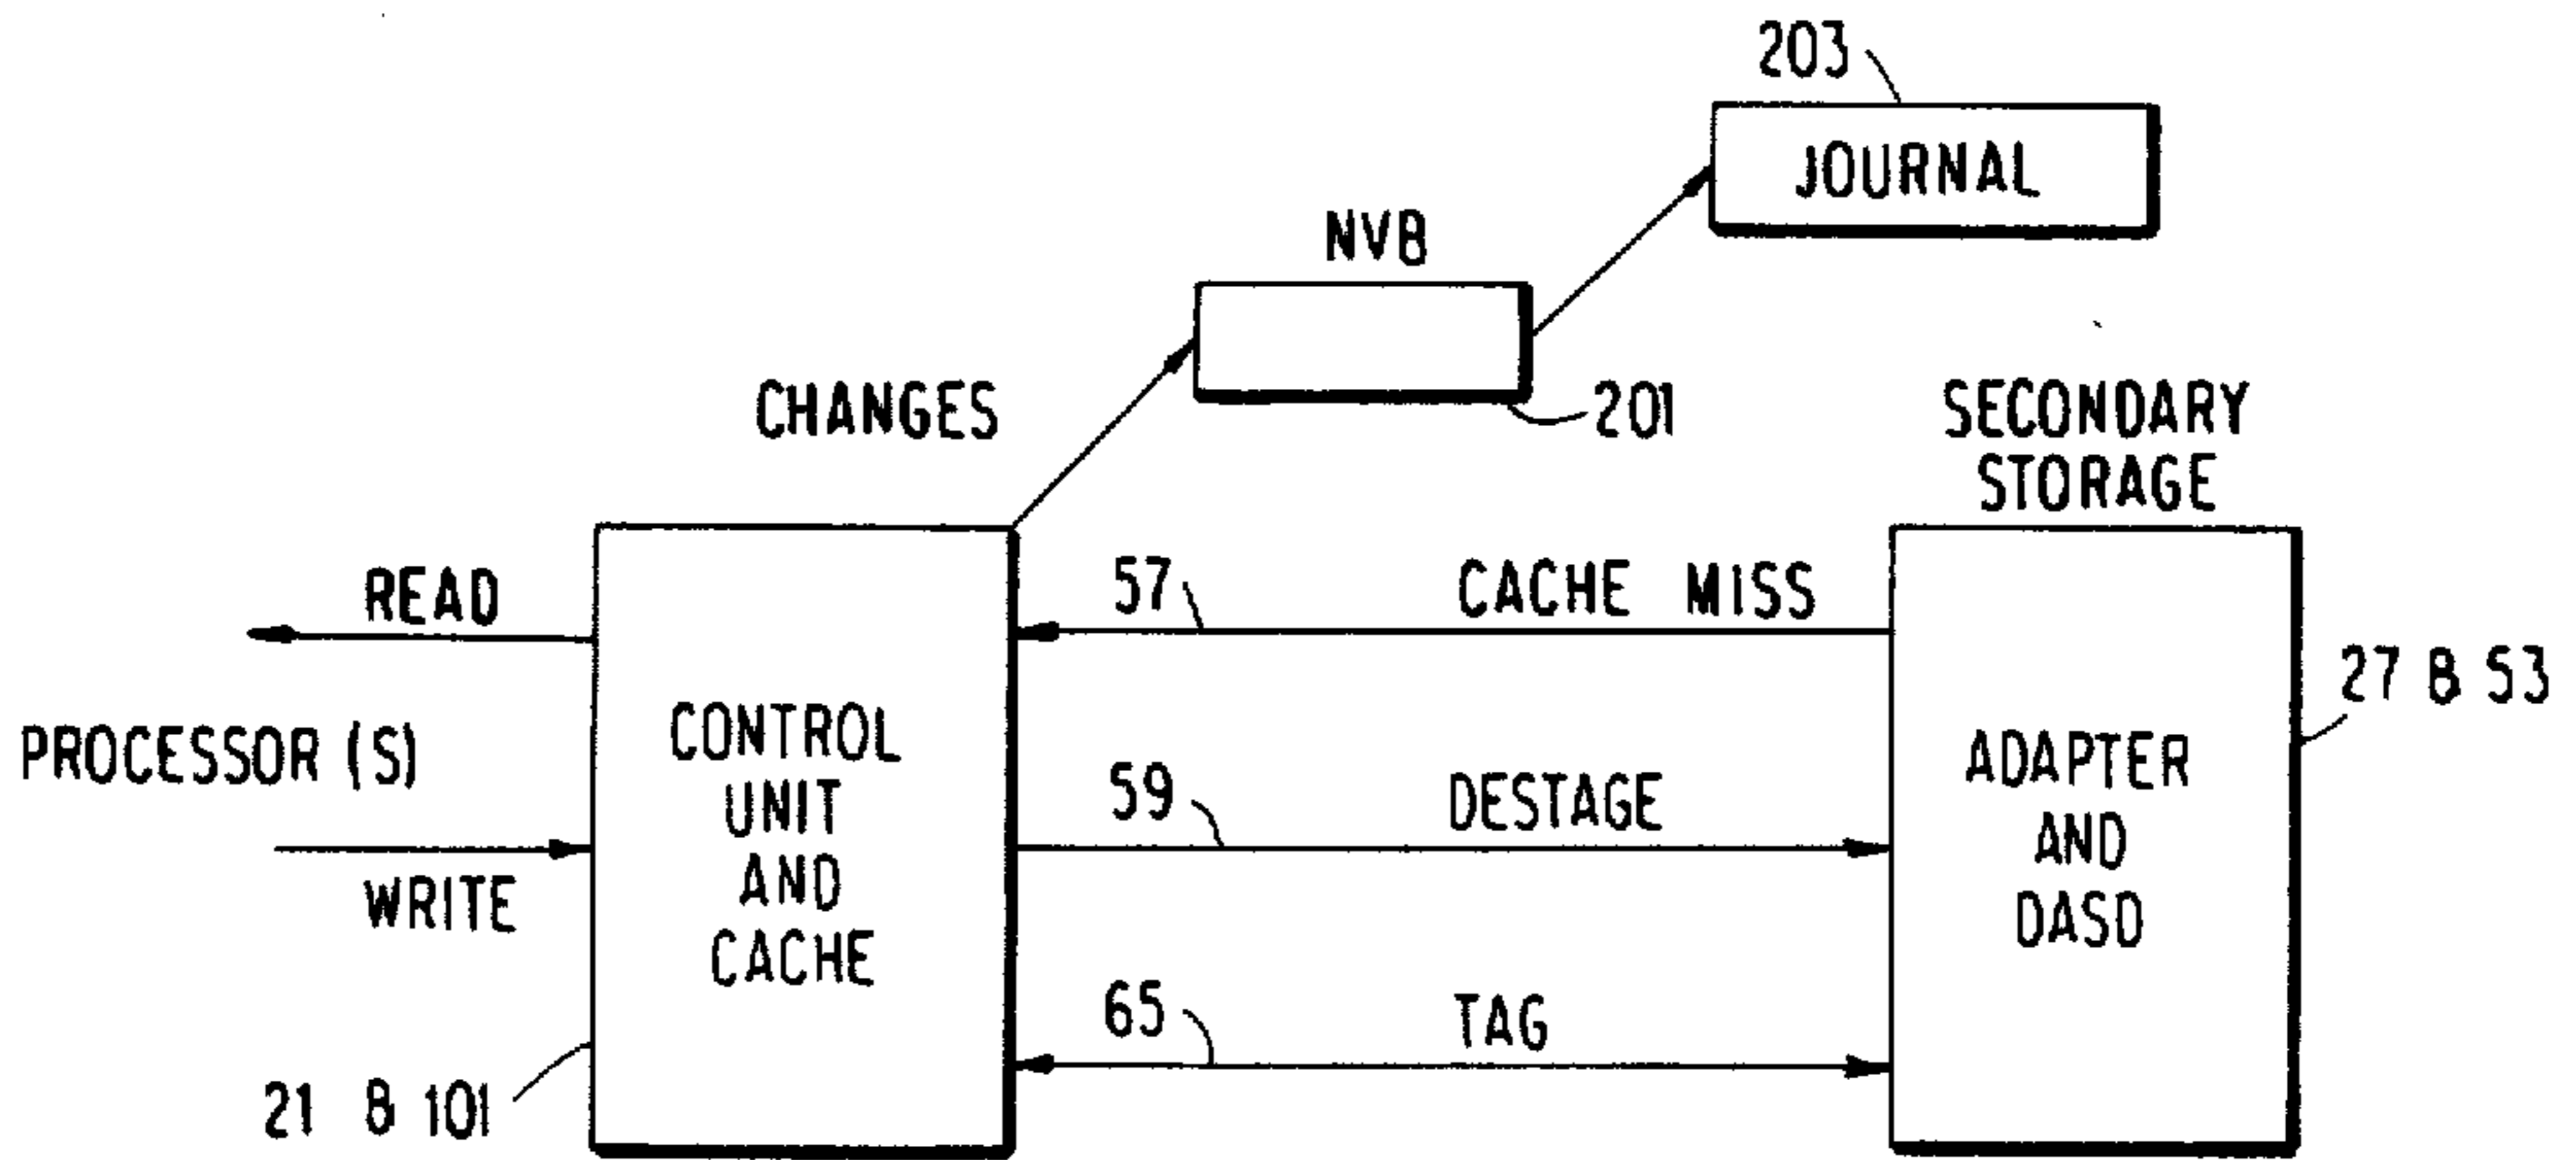 203
JOURNAL
NVB
CHANGES
201
SECONDARY
STORAGE
READ
57
CACHE MISS
27 & 53
PROCESSOR (S)
CONTROL
UNIT
AND
CACHE
59
DESTAGE
ADAPTER
AND
DASD
WRITE
65
TAG
21 & 101